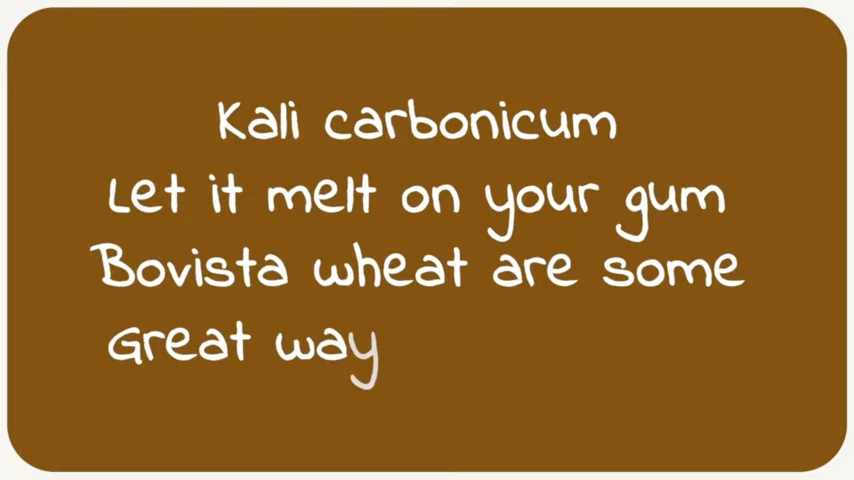 Kali carbonicum
Let it melt on your gum
Bovista wheat are some
Great way